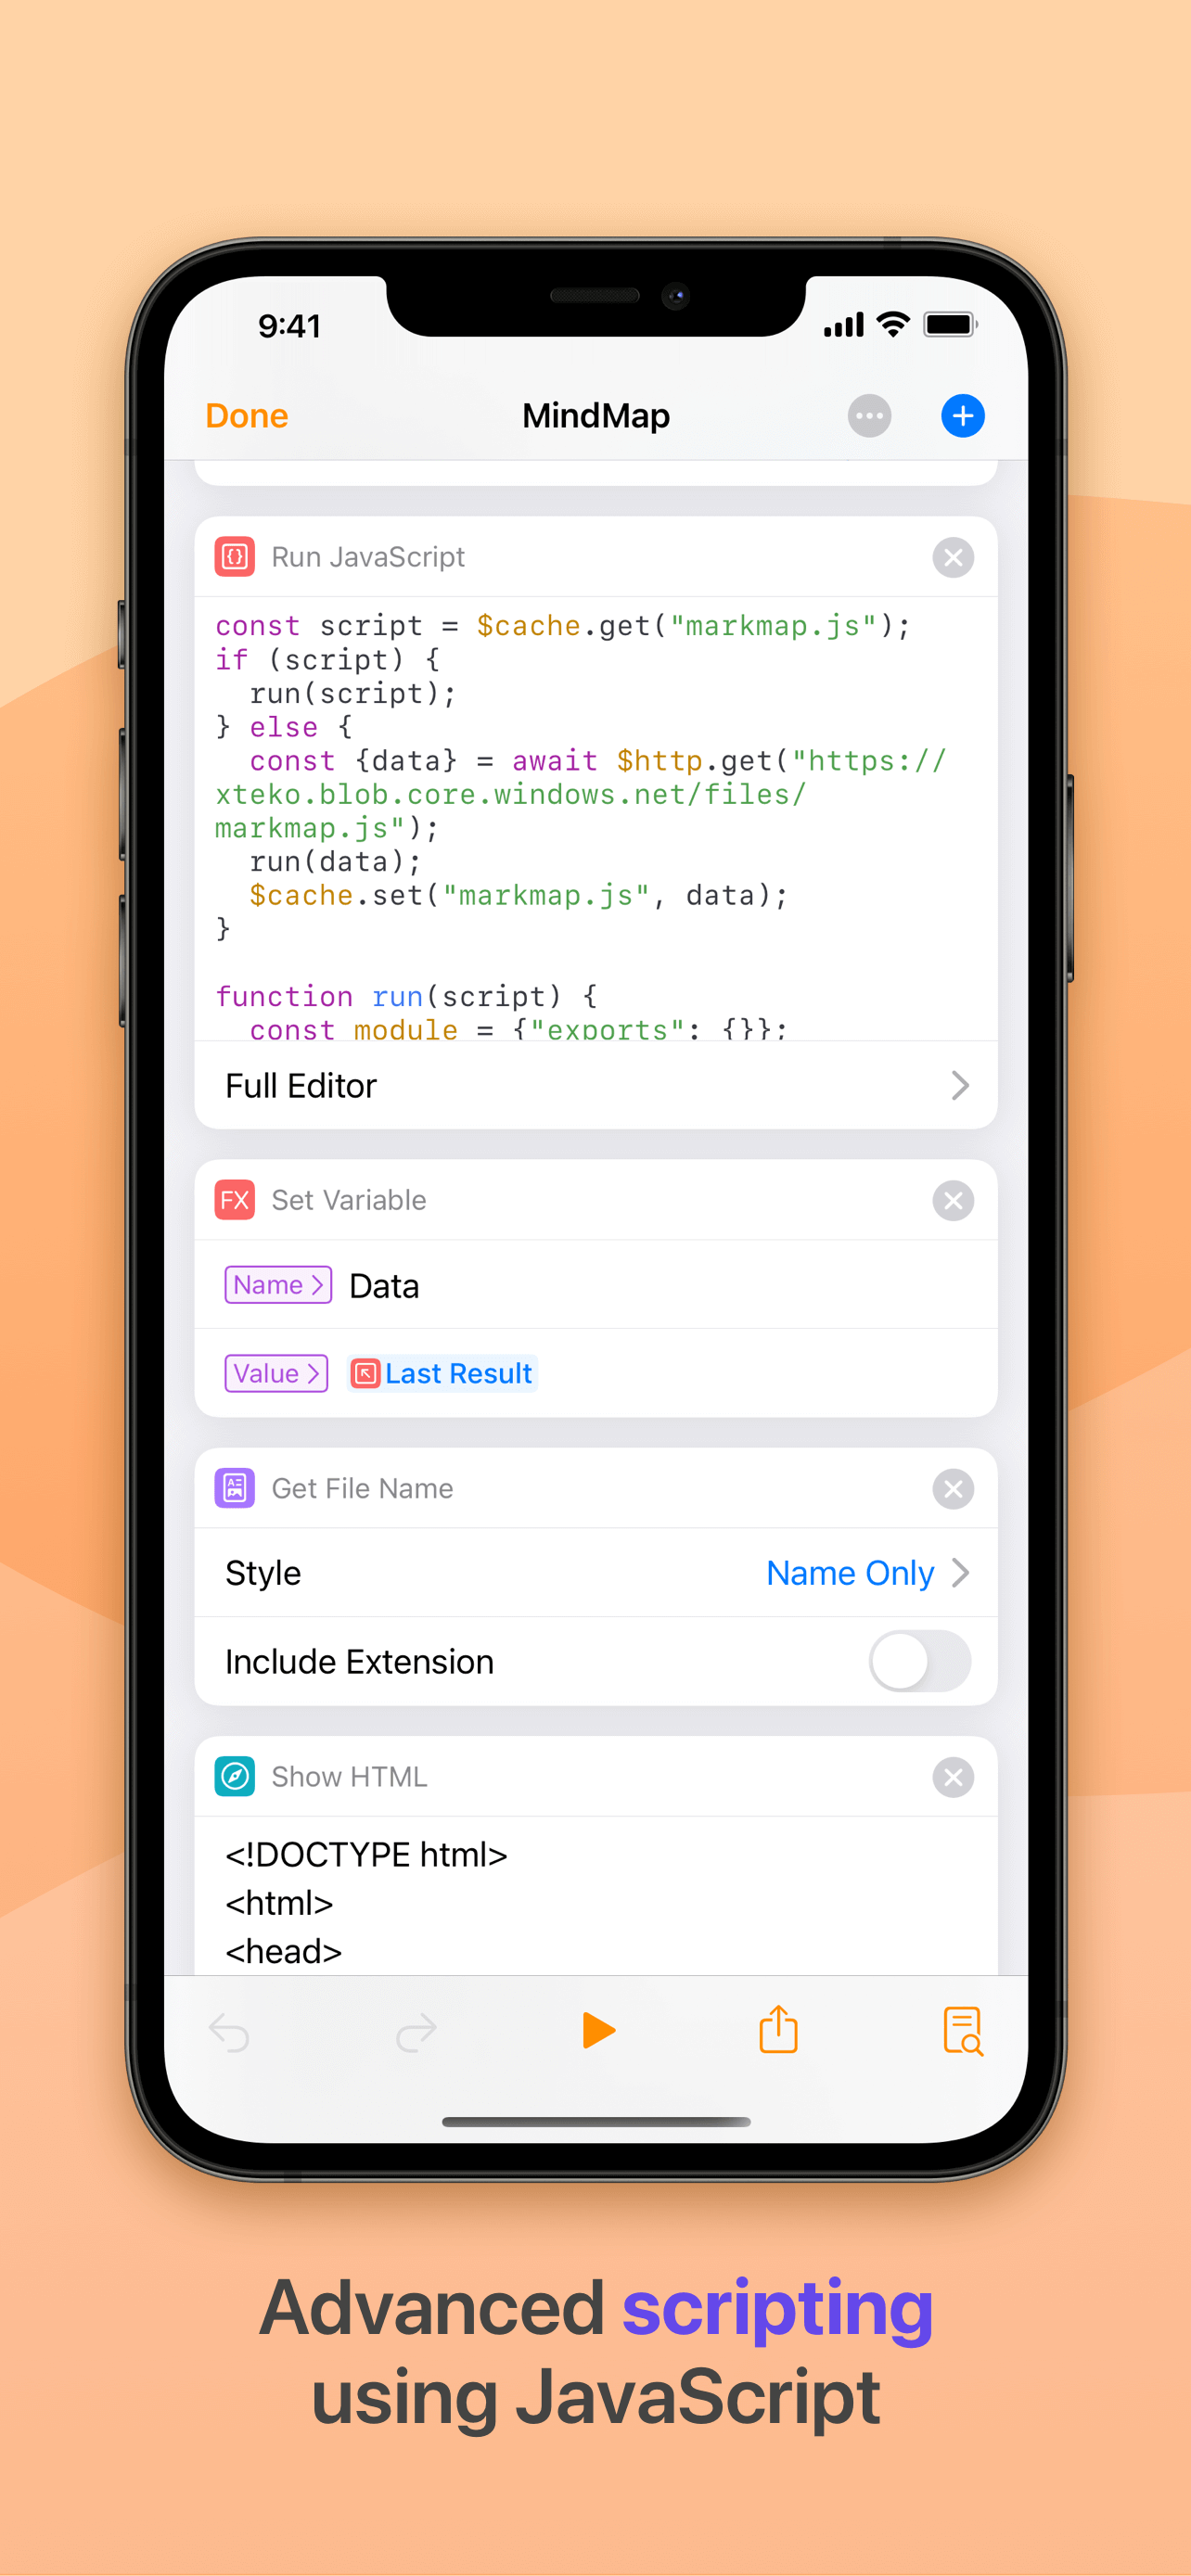 9:41
Done MindMap
Run JavaScript
const script = $cache.get("markmap.js");
if (script) {
  run(script);
} else {
  const {data} = await $http.get("https://
xteko.blob.core.windows.net/files/
markmap.js");
  run(data);
  $cache.set("markmap.js", data);
}
function run(script) {
  const module = {"exports": {}};
Full Editor
FX Set Variable
Name Data
Value Last Result
Get File Name
Style Name Only
Include Extension
Show HTML
<!DOCTYPE html>
<html>
<head>
Advanced scripting
using JavaScript